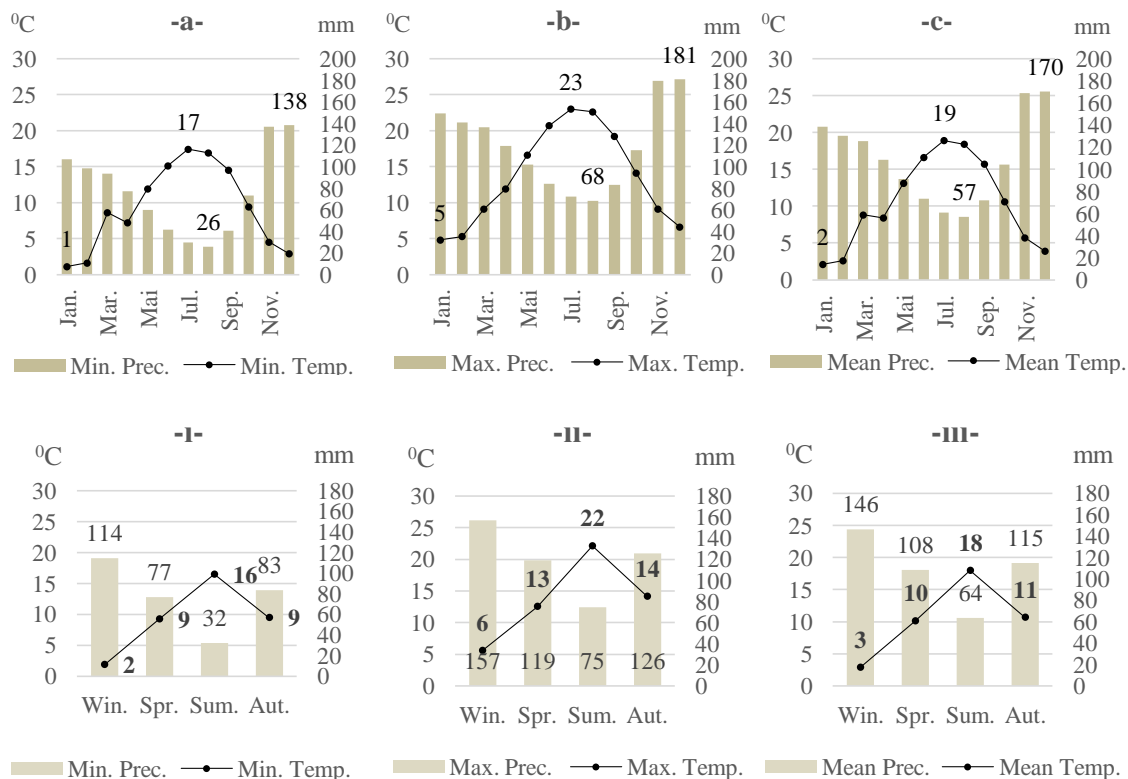 -a-
⁰C
mm
30
25
20
15
10
5
0
200
180
160
140
120
100
80
60
40
20
0
1
17
26
138
Jan.
Mar.
Mai
Jul.
Sep.
Nov.
Min. Prec.
Min. Temp.
-b-
⁰C
mm
30
25
20
15
10
5
0
200
180
160
140
120
100
80
60
40
20
0
5
23
68
181
Jan.
Mar.
Mai
Jul.
Sep.
Nov.
Max. Prec.
Max. Temp.
-c-
⁰C
mm
30
25
20
15
10
5
0
200
180
160
140
120
100
80
60
40
20
0
2
19
57
170
Jan.
Mar.
Mai
Jul.
Sep.
Nov.
Mean Prec.
Mean Temp.
-i-
⁰C
mm
30
25
20
15
10
5
0
180
160
140
120
100
80
60
40
20
0
114
77
32
83
2
9
16
9
Win. Spr. Sum. Aut.
Min. Prec.
Min. Temp.
-ii-
⁰C
mm
30
25
20
15
10
5
0
180
160
140
120
100
80
60
40
20
0
6
13
22
14
157
119
75
126
Win. Spr. Sum. Aut.
Max. Prec.
Max. Temp.
-iii-
⁰C
mm
30
25
20
15
10
5
0
180
160
140
120
100
80
60
40
20
0
146
108
64
115
3
10
18
11
Win. Spr. Sum. Aut.
Mean Prec.
Mean Temp.